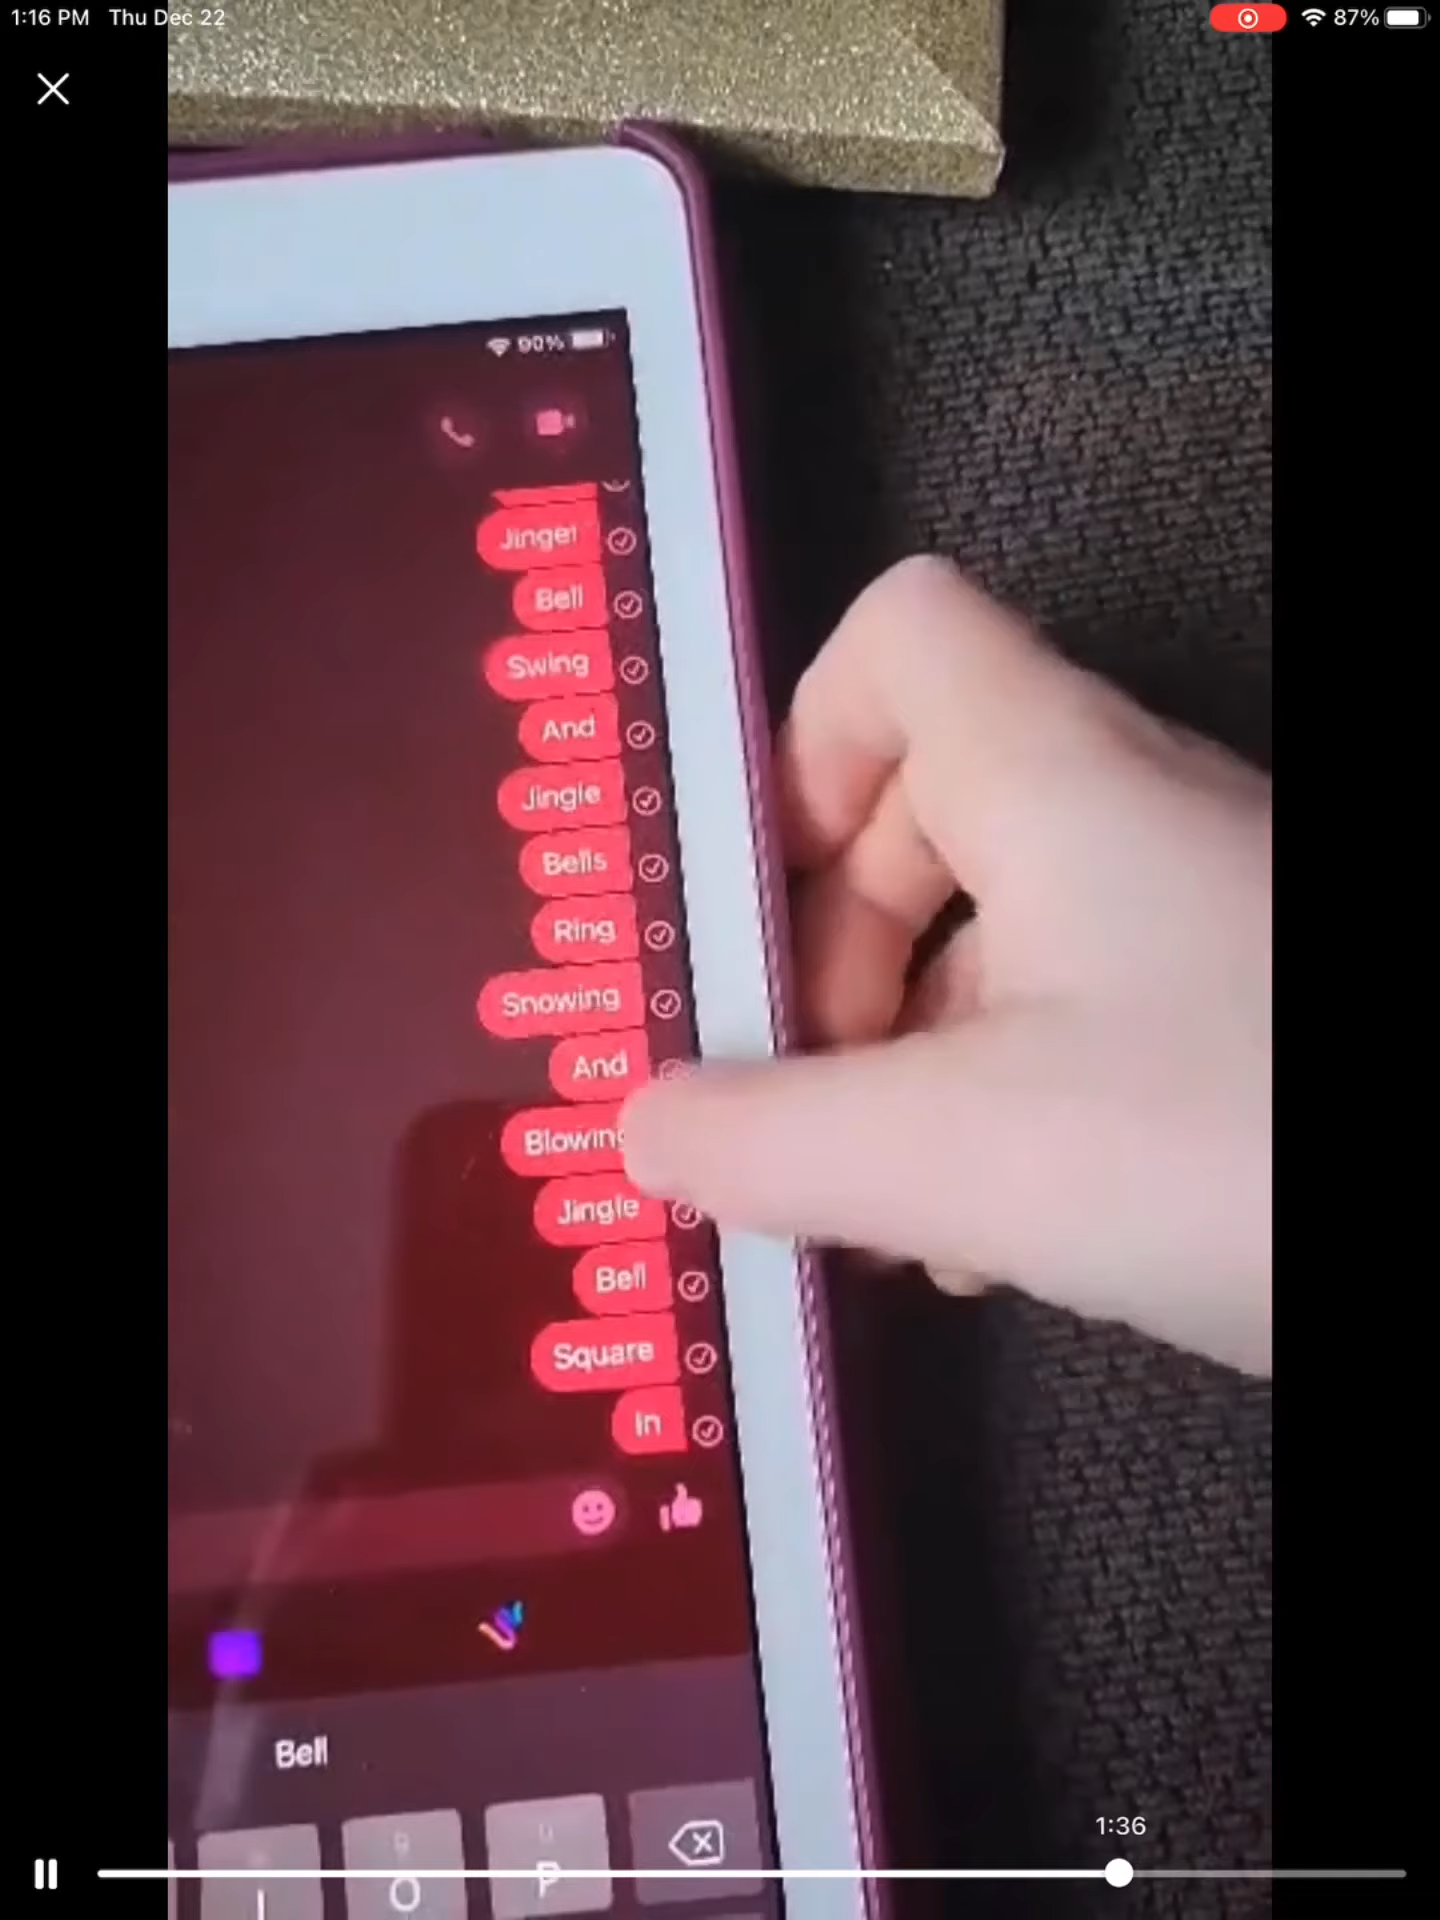 1:16 PM Thu Dec 22
87%
90%
Jingel
Bell
Swing
And
Jingle
Bells
Ring
Snowing
And
Blowing
Jingle
Bell
Square
In
Bell
1:36
I
O
P